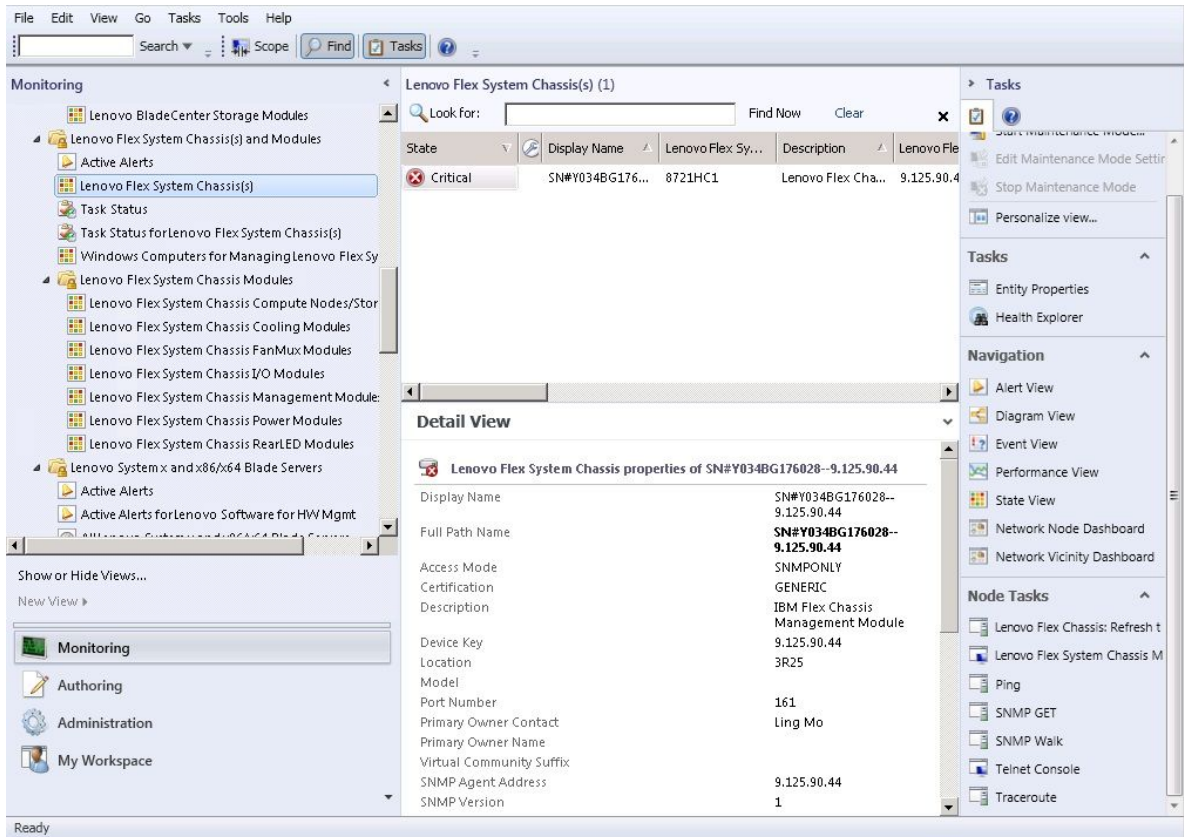 File Edit View Go Tasks Tools Help
Search Scope Find Tasks
Monitoring
Lenovo BladeCenter Storage Modules
Lenovo Flex System Chassis(s) and Modules
Active Alerts
Lenovo Flex System Chassis(s)
Task Status
Task Status for Lenovo Flex System Chassis(s)
Windows Computers for Managing Lenovo Flex Sy
Lenovo Flex System Chassis Modules
Lenovo Flex System Chassis Compute Nodes/Stor
Lenovo Flex System Chassis Cooling Modules
Lenovo Flex System Chassis FanMux Modules
Lenovo Flex System Chassis I/O Modules
Lenovo Flex System Chassis Management Module
Lenovo Flex System Chassis Power Modules
Lenovo Flex System Chassis RearLED Modules
Lenovo System x and x86/x64 Blade Servers
Active Alerts
Active Alerts for Lenovo Software for HW Mgmt
Show or Hide Views...
New View
Monitoring
Authoring
Administration
My Workspace
Lenovo Flex System Chassis(s) (1)
Look for: Find Now Clear
State Display Name Lenovo Flex Sy... Description Lenovo Fle
Critical SN#Y034BG176... 8721HC1 Lenovo Flex Cha... 9.125.90.4
Detail View
Lenovo Flex System Chassis properties of SN#Y034BG176028--9.125.90.44
Display Name SN#Y034BG176028--
9.125.90.44
Full Path Name SN#Y034BG176028--
9.125.90.44
Access Mode SNMPONLY
Certification GENERIC
Description IBM Flex Chassis
Management Module
Device Key 9.125.90.44
Location 3R25
Model
Port Number 161
Primary Owner Contact Ling Mo
Primary Owner Name
Virtual Community Suffix
SNMP Agent Address 9.125.90.44
SNMP Version 1
Tasks
Start Maintenance Mode...
Edit Maintenance Mode Settin
Stop Maintenance Mode
Personalize view...
Tasks
Entity Properties
Health Explorer
Navigation
Alert View
Diagram View
Event View
Performance View
State View
Network Node Dashboard
Network Vicinity Dashboard
Node Tasks
Lenovo Flex Chassis: Refresh t
Lenovo Flex System Chassis M
Ping
SNMP GET
SNMP Walk
Telnet Console
Traceroute
Ready